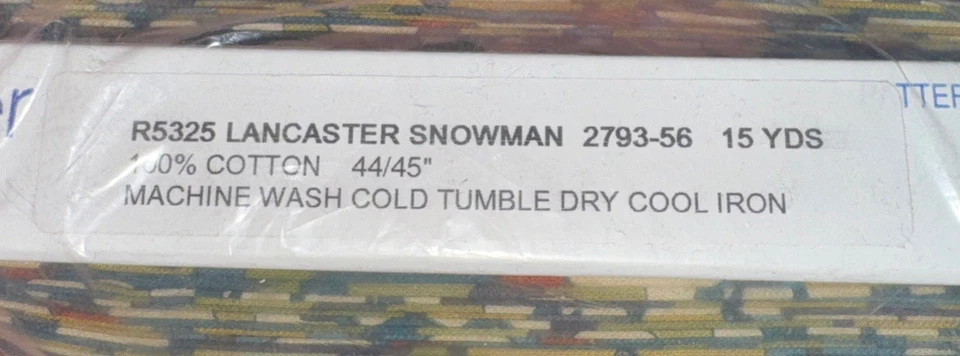 R5325 LANCASTER SNOWMAN 2793-56 15 YDS
100% COTTON 44/45"
MACHINE WASH COLD TUMBLE DRY COOL IRON